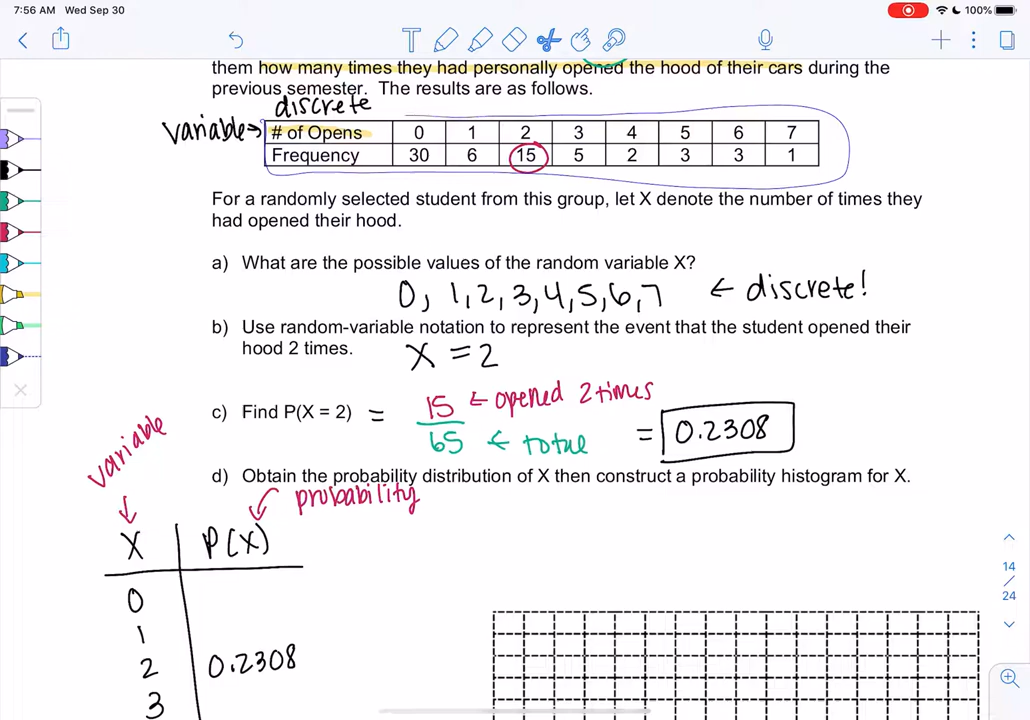 7:56 AM Wed Sep 30
100%
them how many times they had personally opened the hood of their cars during the
previous semester. The results are as follows.
discrete
variable →
# of Opens 0 1 2 3 4 5 6 7
Frequency 30 6 15 5 2 3 3 1
For a randomly selected student from this group, let X denote the number of times they
had opened their hood.
a) What are the possible values of the random variable X?
0, 1, 2, 3, 4, 5, 6, 7 ← discrete!
b) Use random-variable notation to represent the event that the student opened their
hood 2 times.
X = 2
c) Find P(X = 2) = 15 ← opened 2 times
65 ← total = 0.2308
variable
d) Obtain the probability distribution of X then construct a probability histogram for X.
probability
X P(X)
0
1
2 0.2308
3
14
/
24